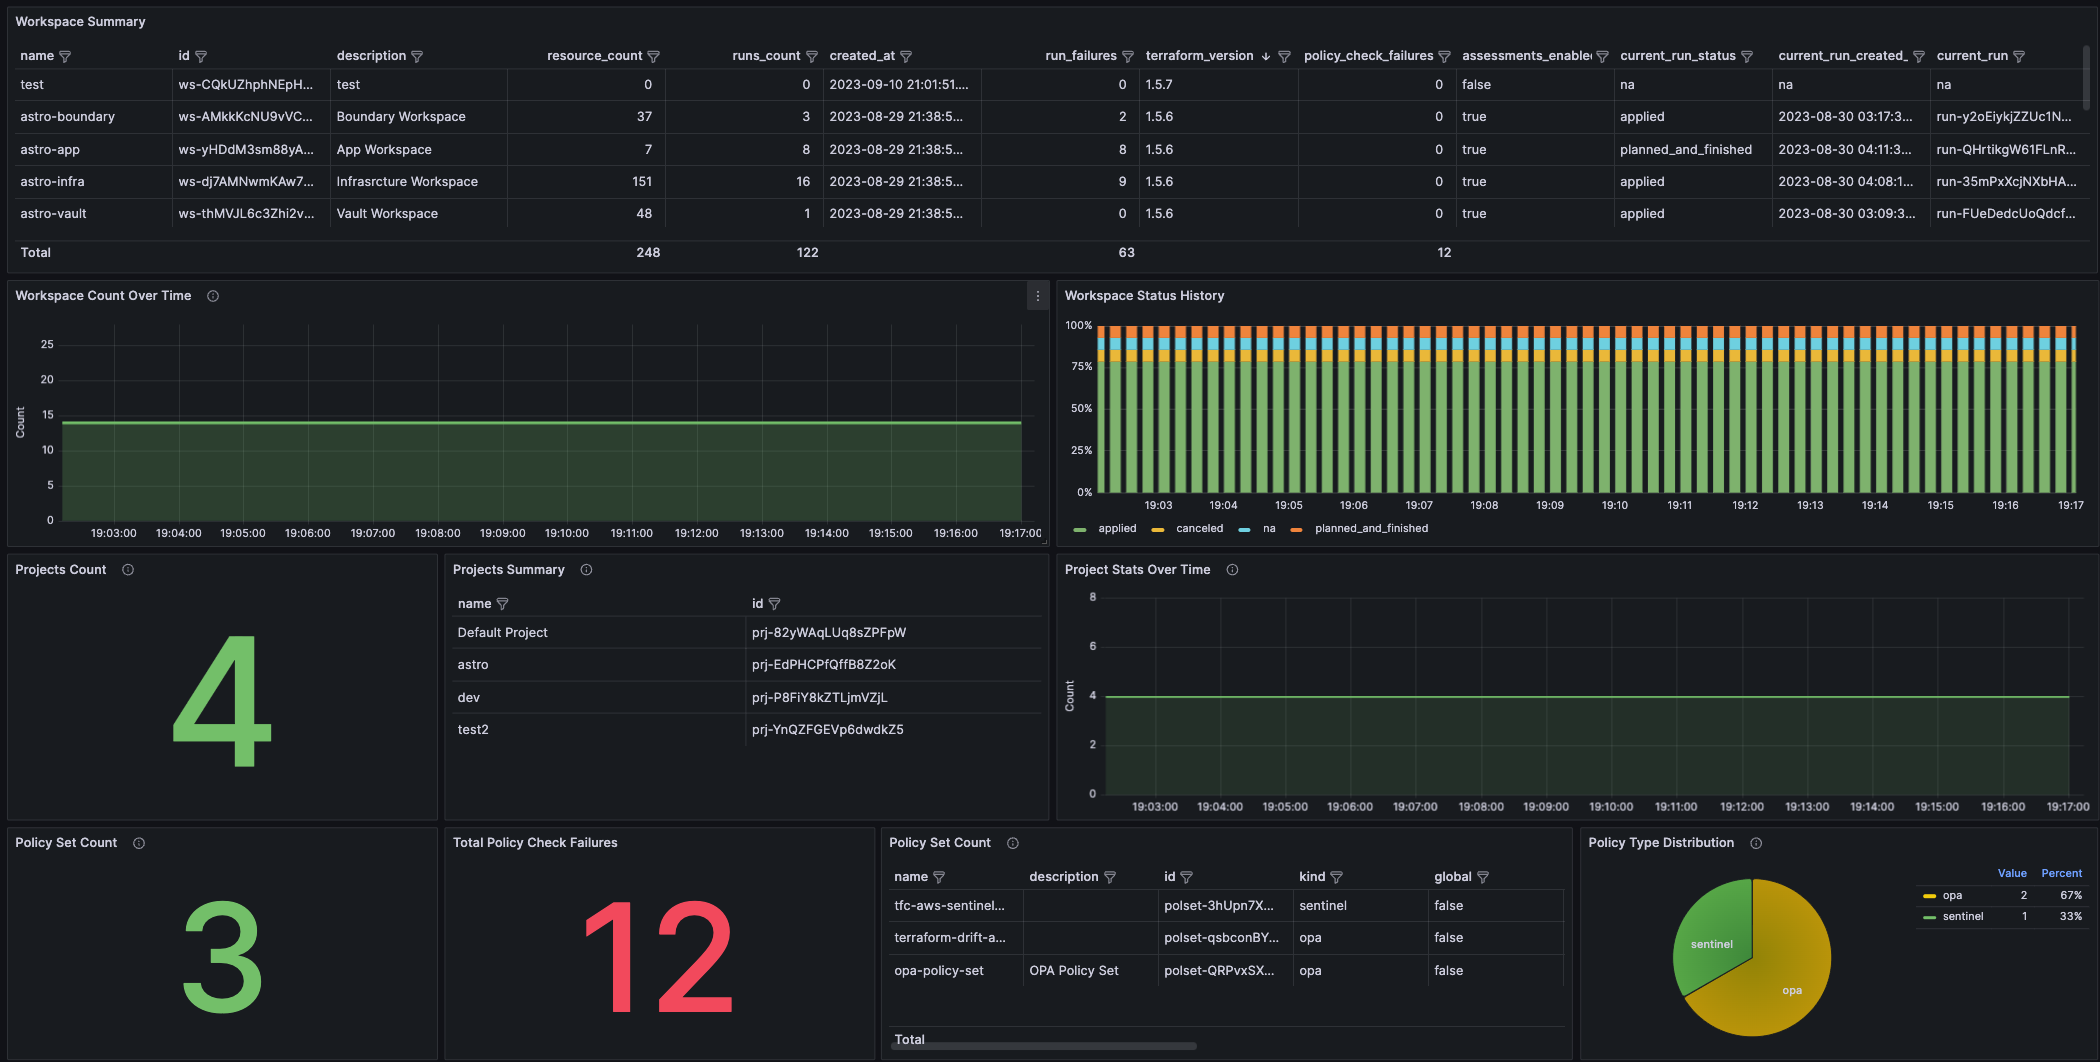 Workspace Summary
name id description resource_count runs_count created_at run_failures terraform_version policy_check_failures assessments_enable current_run_status current_run_created_ current_run
test ws-CQkUZhphNEpH... test 0 0 2023-09-10 21:01:51.... 0 1.5.7 0 false na na na
astro-boundary ws-AMkkKcNU9vVC... Boundary Workspace 37 3 2023-08-29 21:38:5... 2 1.5.6 0 true applied 2023-08-30 03:17:3... run-y2oEiykjZZUc1N...
astro-app ws-yHDdM3sm88yA... App Workspace 7 8 2023-08-29 21:38:5... 8 1.5.6 0 true planned_and_finished 2023-08-30 04:11:3... run-QHrtikgW61FLnR...
astro-infra ws-dj7AMNwmKAw7... Infrasrcture Workspace 151 16 2023-08-29 21:38:5... 9 1.5.6 0 true applied 2023-08-30 04:08:1... run-35mPxXcjNXbHA...
astro-vault ws-thMVJL6c3Zhi2v... Vault Workspace 48 1 2023-08-29 21:38:5... 0 1.5.6 0 true applied 2023-08-30 03:09:3... run-FUeDedcUoQdcf...
Total 248 122 63 12
Workspace Count Over Time
Count
25
20
15
10
5
0
19:03:00 19:04:00 19:05:00 19:06:00 19:07:00 19:08:00 19:09:00 19:10:00 19:11:00 19:12:00 19:13:00 19:14:00 19:15:00 19:16:00 19:17:00
Workspace Status History
100%
75%
50%
25%
0%
19:03 19:04 19:05 19:06 19:07 19:08 19:09 19:10 19:11 19:12 19:13 19:14 19:15 19:16 19:17
applied canceled na planned_and_finished
Projects Count
4
Projects Summary
name id
Default Project prj-82yWAqLUq8sZPFpW
astro prj-EdPHCPfQffB8Z2oK
dev prj-P8FiY8kZTLjmVZjL
test2 prj-YnQZFGEVp6dwdkZ5
Project Stats Over Time
Count
8
6
4
2
0
19:03:00 19:04:00 19:05:00 19:06:00 19:07:00 19:08:00 19:09:00 19:10:00 19:11:00 19:12:00 19:13:00 19:14:00 19:15:00 19:16:00 19:17:00
Policy Set Count
3
Total Policy Check Failures
12
Policy Set Count
name description id kind global
tfc-aws-sentinel... polset-3hUpn7X... sentinel false
terraform-drift-a... polset-qsbconBY... opa false
opa-policy-set OPA Policy Set polset-QRPvxSX... opa false
Total
Policy Type Distribution
sentinel
opa
Value Percent
opa 2 67%
sentinel 1 33%